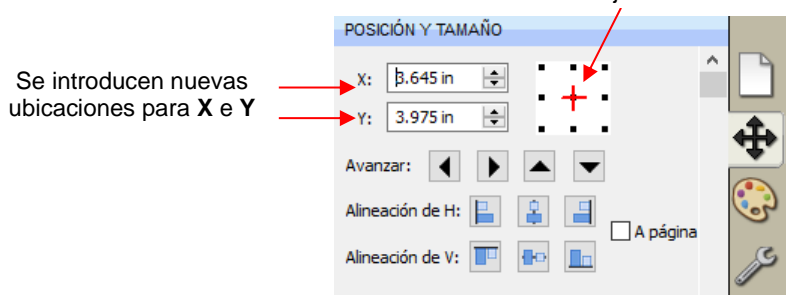 POSICIÓN Y TAMAÑO
Se introducen nuevas
ubicaciones para X e Y
X: 3.645 in
Y: 3.975 in
Avanzar:
Alineación de H:
A página
Alineación de V: